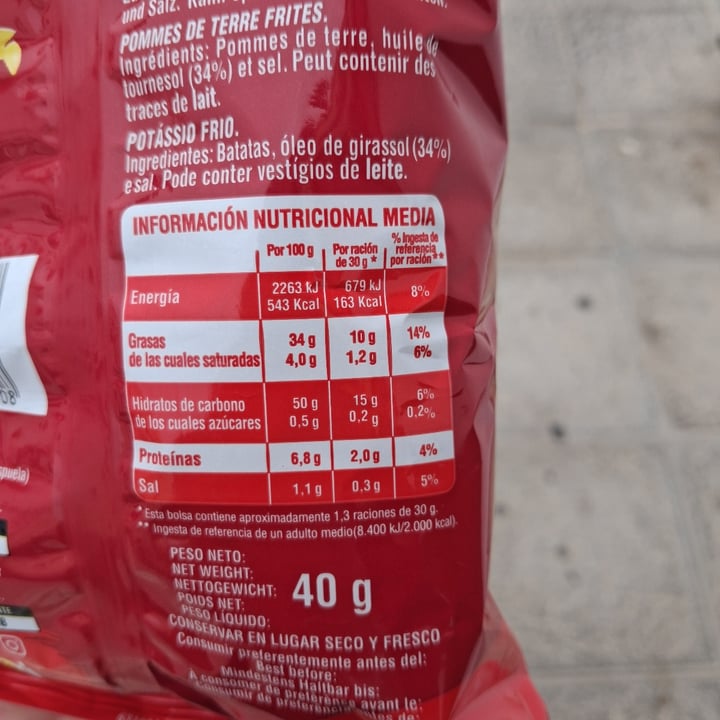 und Salz.
POMMES DE TERRE FRITES.
Ingrédients: Pommes de terre, huile de
tournesol (34%) et sel. Peut contenir des
traces de lait.
POTÁSSIO FRIO.
Ingredientes: Batatas, óleo de girassol (34%)
e sal. Pode conter vestígios de leite.
INFORMACIÓN NUTRICIONAL MEDIA
Por 100 g Por ración de 30 g * % Ingesta de referencia por ración**
Energía 2263 kJ 679 kJ 8%
543 Kcal 163 Kcal
Grasas 34 g 10 g 14%
de las cuales saturadas 4,0 g 1,2 g 6%
Hidratos de carbono 50 g 15 g 6%
de los cuales azúcares 0,5 g 0,2 g 0,2%
Proteínas 6,8 g 2,0 g 4%
Sal 1,1 g 0,3 g 5%
* Esta bolsa contiene aproximadamente 1,3 raciones de 30 g.
** Ingesta de referencia de un adulto medio(8.400 kJ/2.000 kcal).
PESO NETO:
NET WEIGHT:
NETTOGEWICHT: 40 g
POIDS NET:
PESO LÍQUIDO:
CONSERVAR EN LUGAR SECO Y FRESCO
Consumir preferentemente antes del:
Best before:
Mindestens Haltbar bis:
A consommer de préférence avant le: